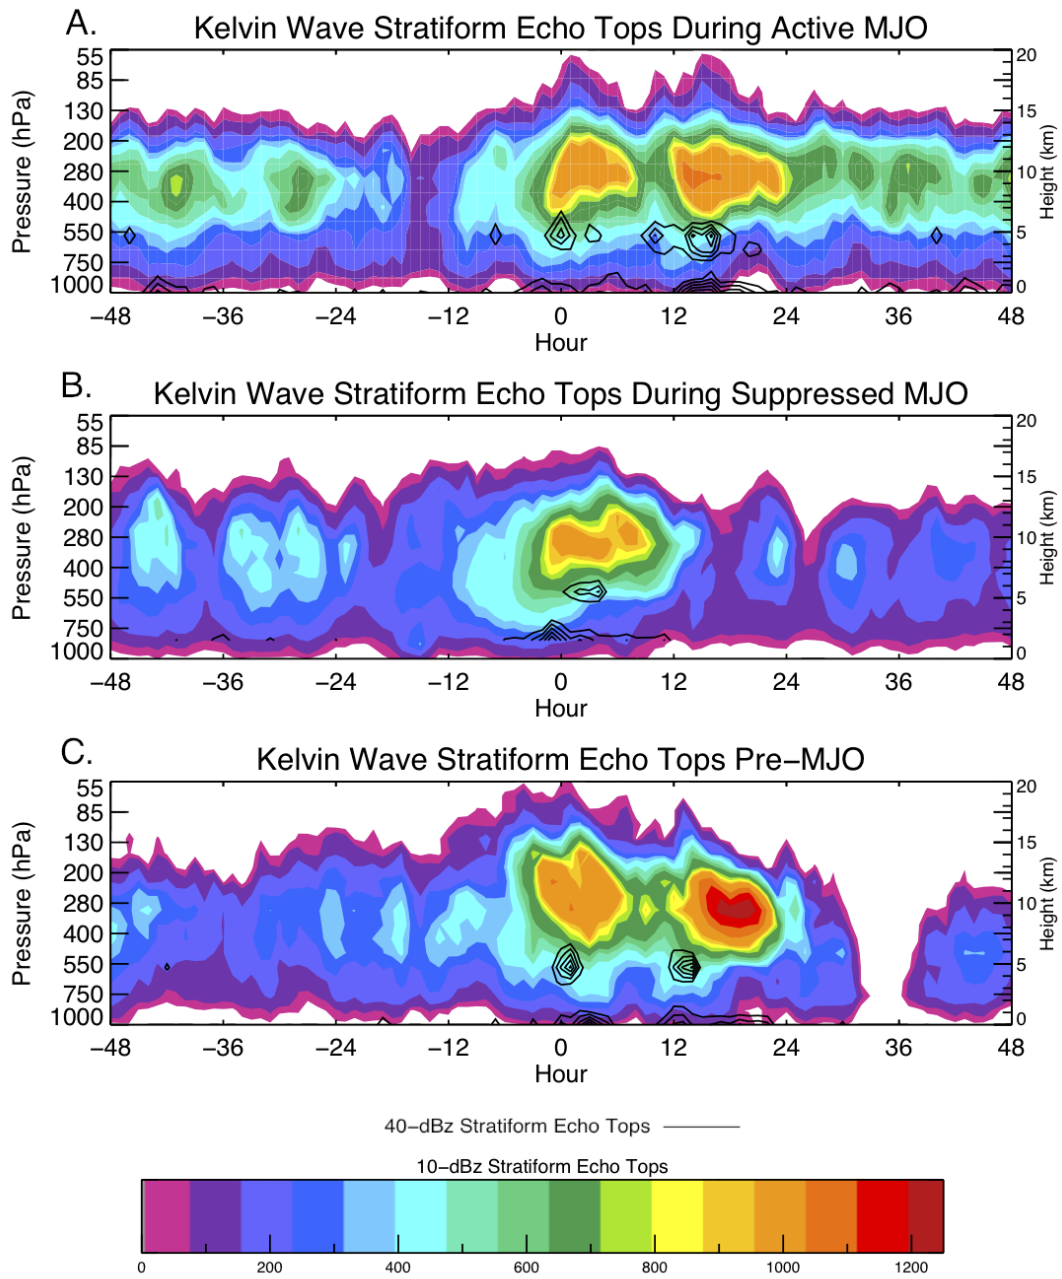 A.
Kelvin Wave Stratiform Echo Tops During Active MJO
Pressure (hPa)
55
85
130
200
280
400
550
750
1000
20
15
10
5
0
Height (km)
−48 −36 −24 −12 0 12 24 36 48
Hour
B.
Kelvin Wave Stratiform Echo Tops During Suppressed MJO
Pressure (hPa)
55
85
130
200
280
400
550
750
1000
20
15
10
5
0
Height (km)
−48 −36 −24 −12 0 12 24 36 48
Hour
C.
Kelvin Wave Stratiform Echo Tops Pre−MJO
Pressure (hPa)
55
85
130
200
280
400
550
750
1000
20
15
10
5
0
Height (km)
−48 −36 −24 −12 0 12 24 36 48
Hour
40−dBz Stratiform Echo Tops
10−dBz Stratiform Echo Tops
0 200 400 600 800 1000 1200